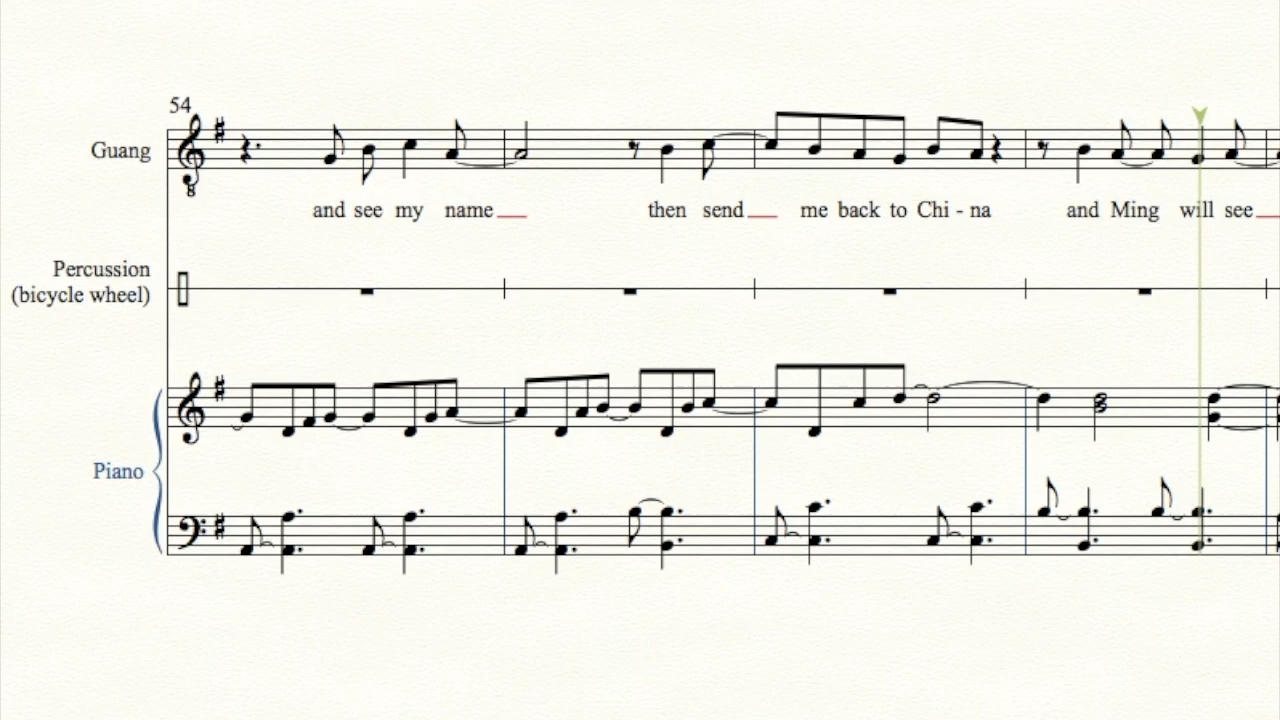 54
Guang
and see my name then send me back to Chi - na and Ming will see
Percussion
(bicycle wheel)
Piano